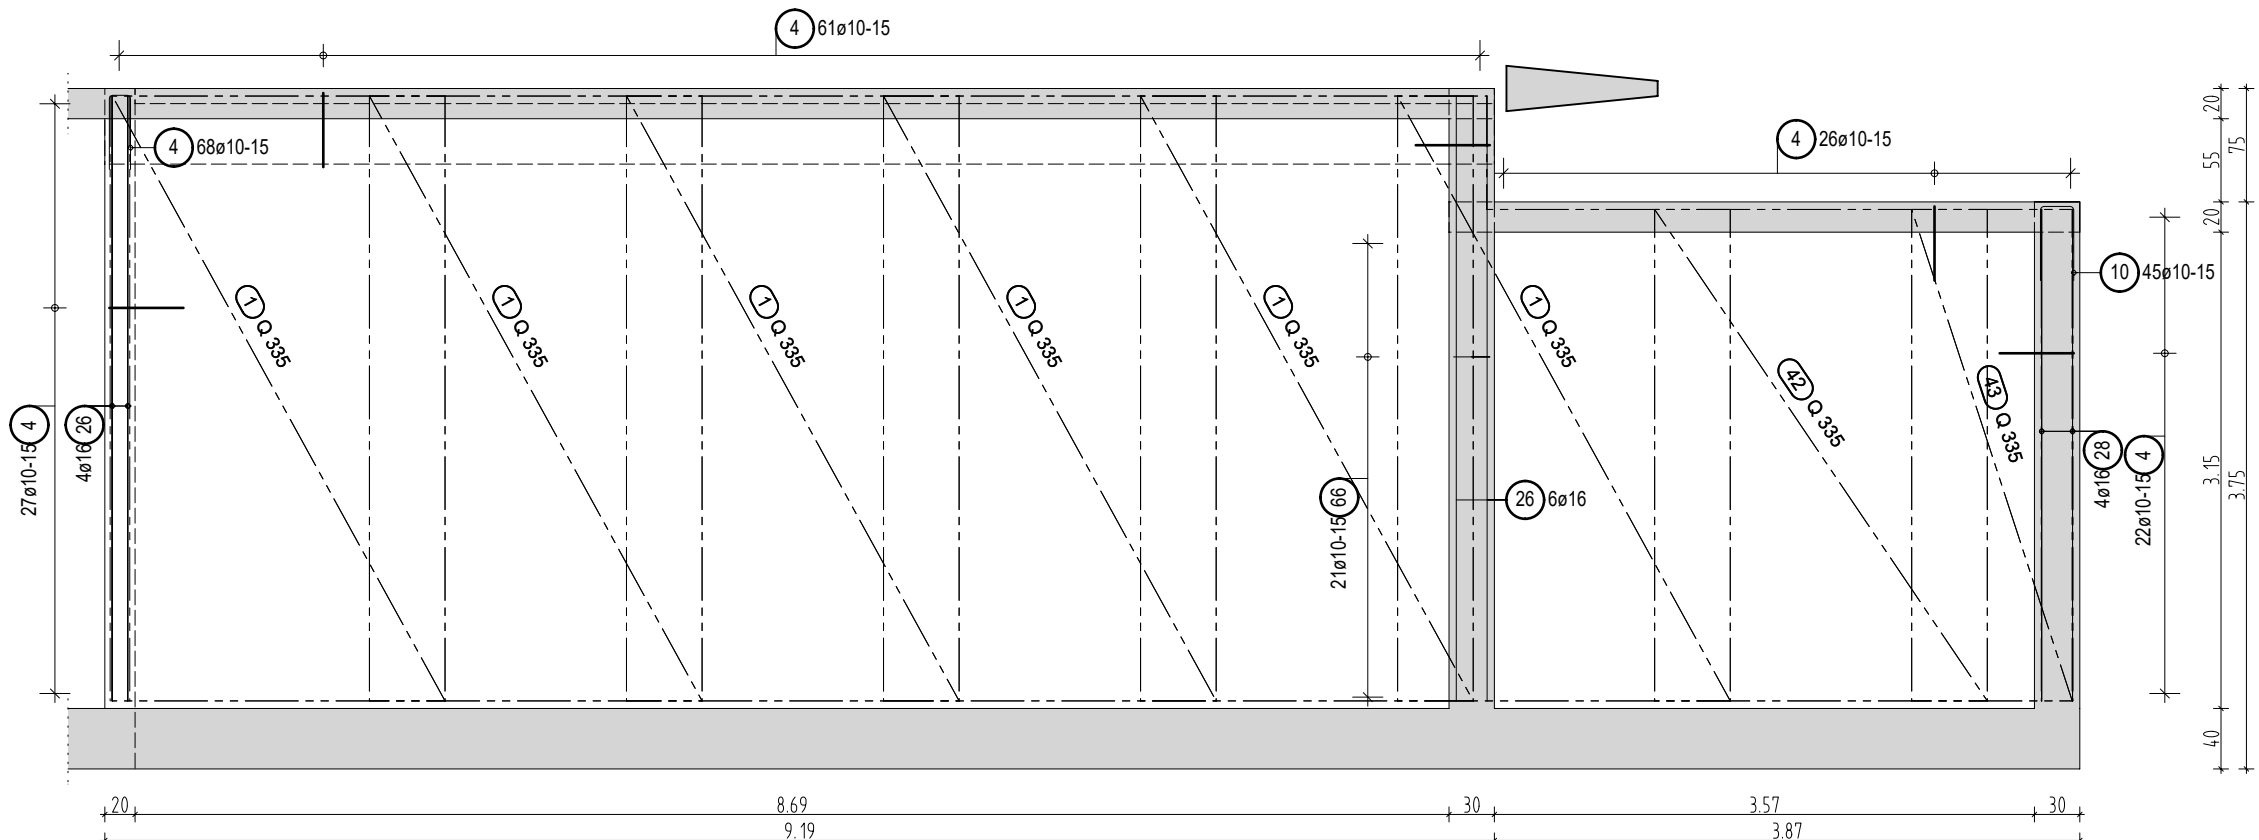 4 61ø10-15
4 68ø10-15
4 26ø10-15
10 45ø10-15
1 Q 335
1 Q 335
1 Q 335
1 Q 335
1 Q 335
1 Q 335
42 Q 335
43 Q 335
27ø10-15 4
4ø16 26
21ø10-15 66
26 6ø16
4ø16 28
22ø10-15 4
20
55
75
20
3.15
3.75
40
20 8.69 30 3.57 30
9.19 3.87